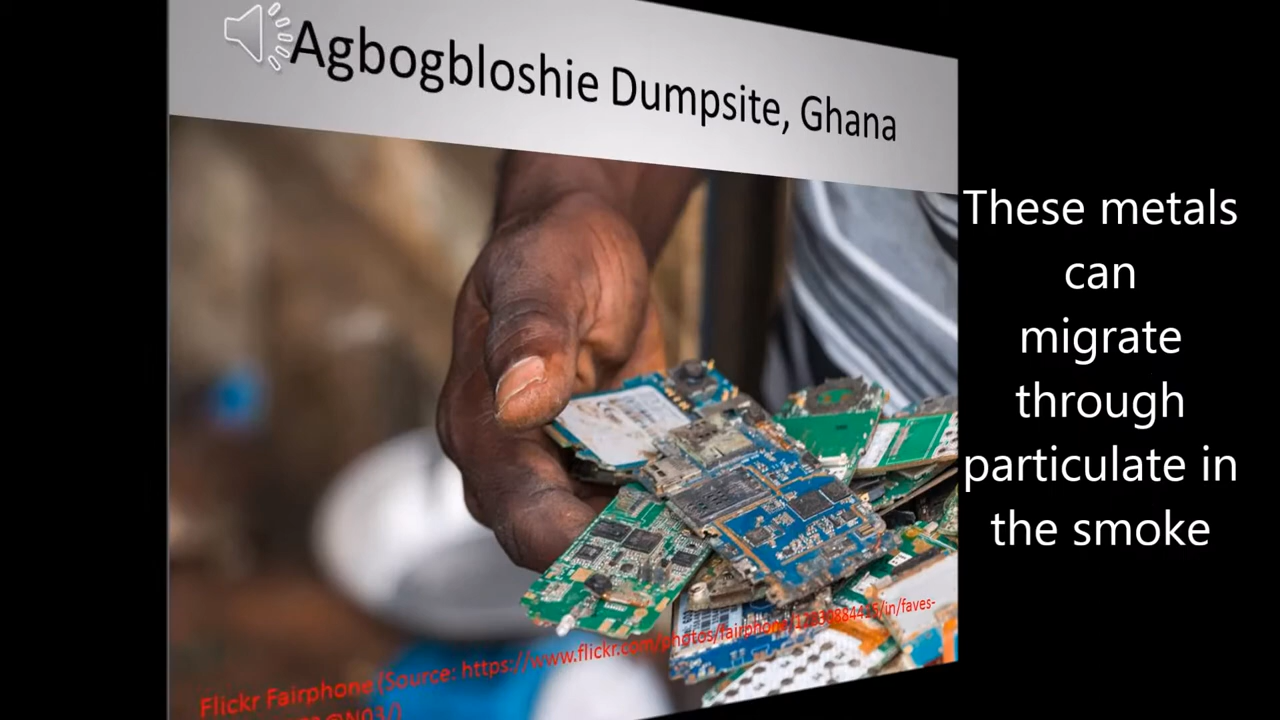 Agbogbloshie Dumpsite, Ghana
These metals
can
migrate
through
particulate in
the smoke
Flickr Fairphone (Source: https://www.flickr.com/photos/fairphone/